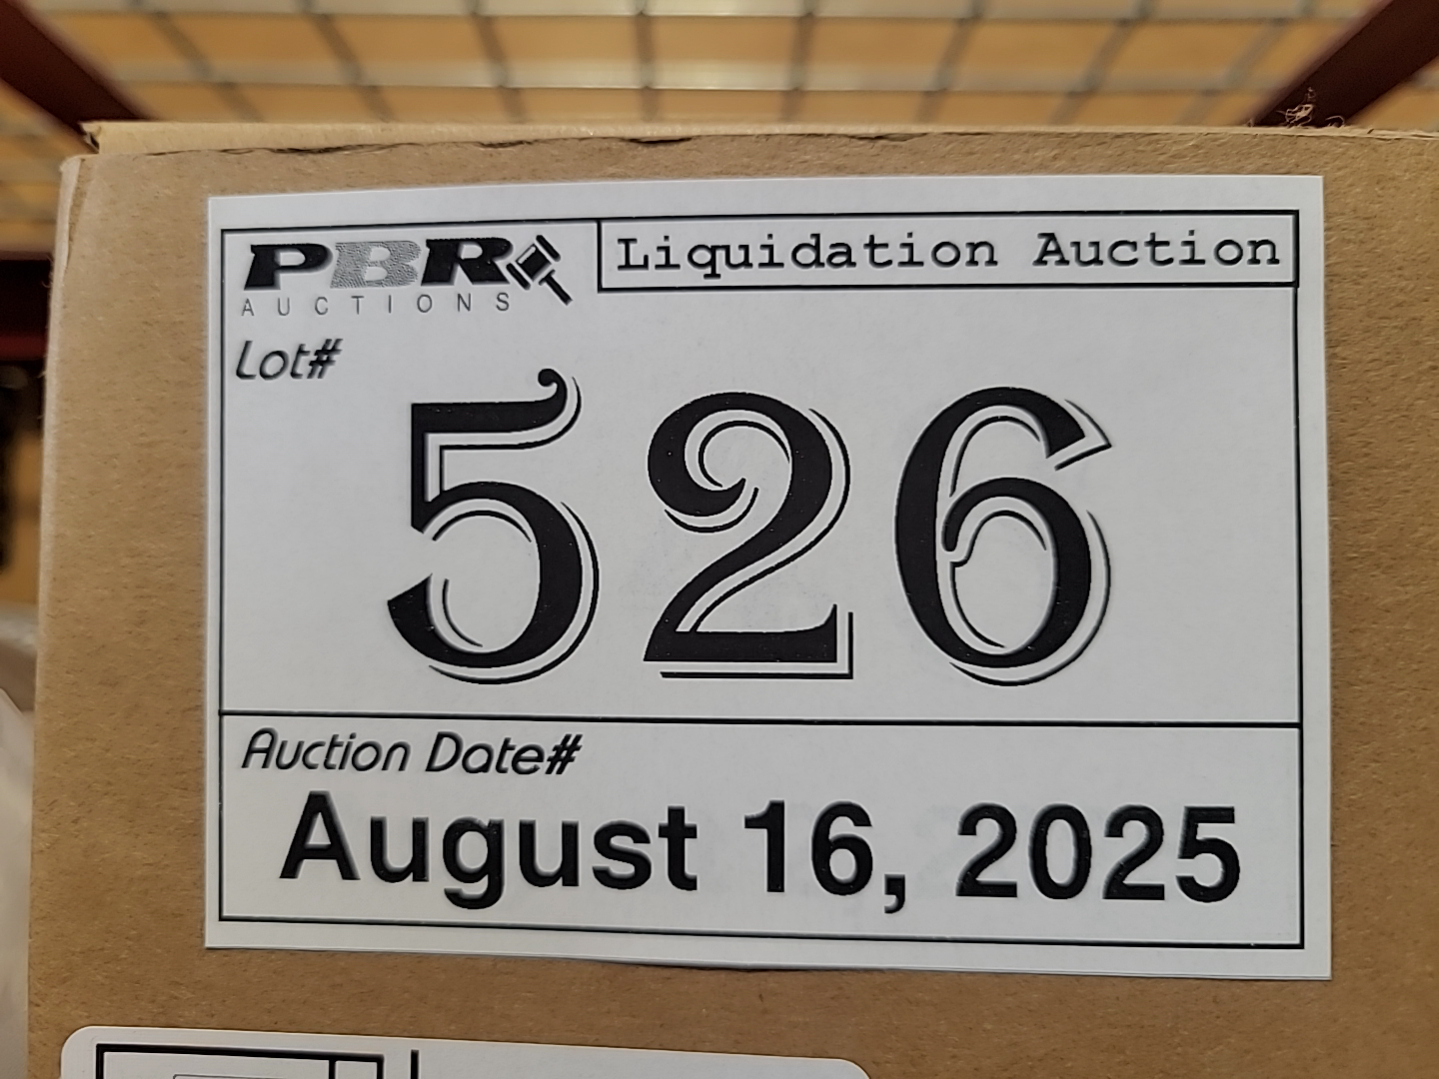 PBR
AUCTIONS
Liquidation Auction
Lot#
526
Auction Date#
August 16, 2025